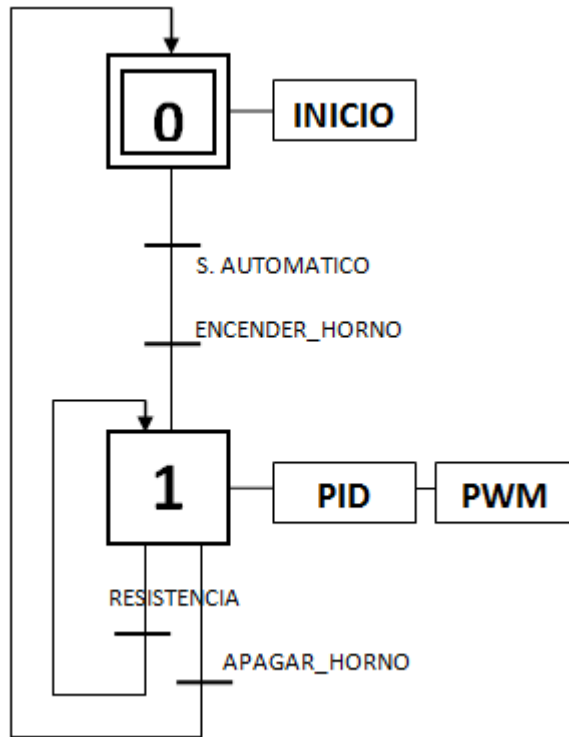 0
INICIO
S. AUTOMATICO
ENCENDER_HORNO
1
PID
PWM
RESISTENCIA
APAGAR_HORNO